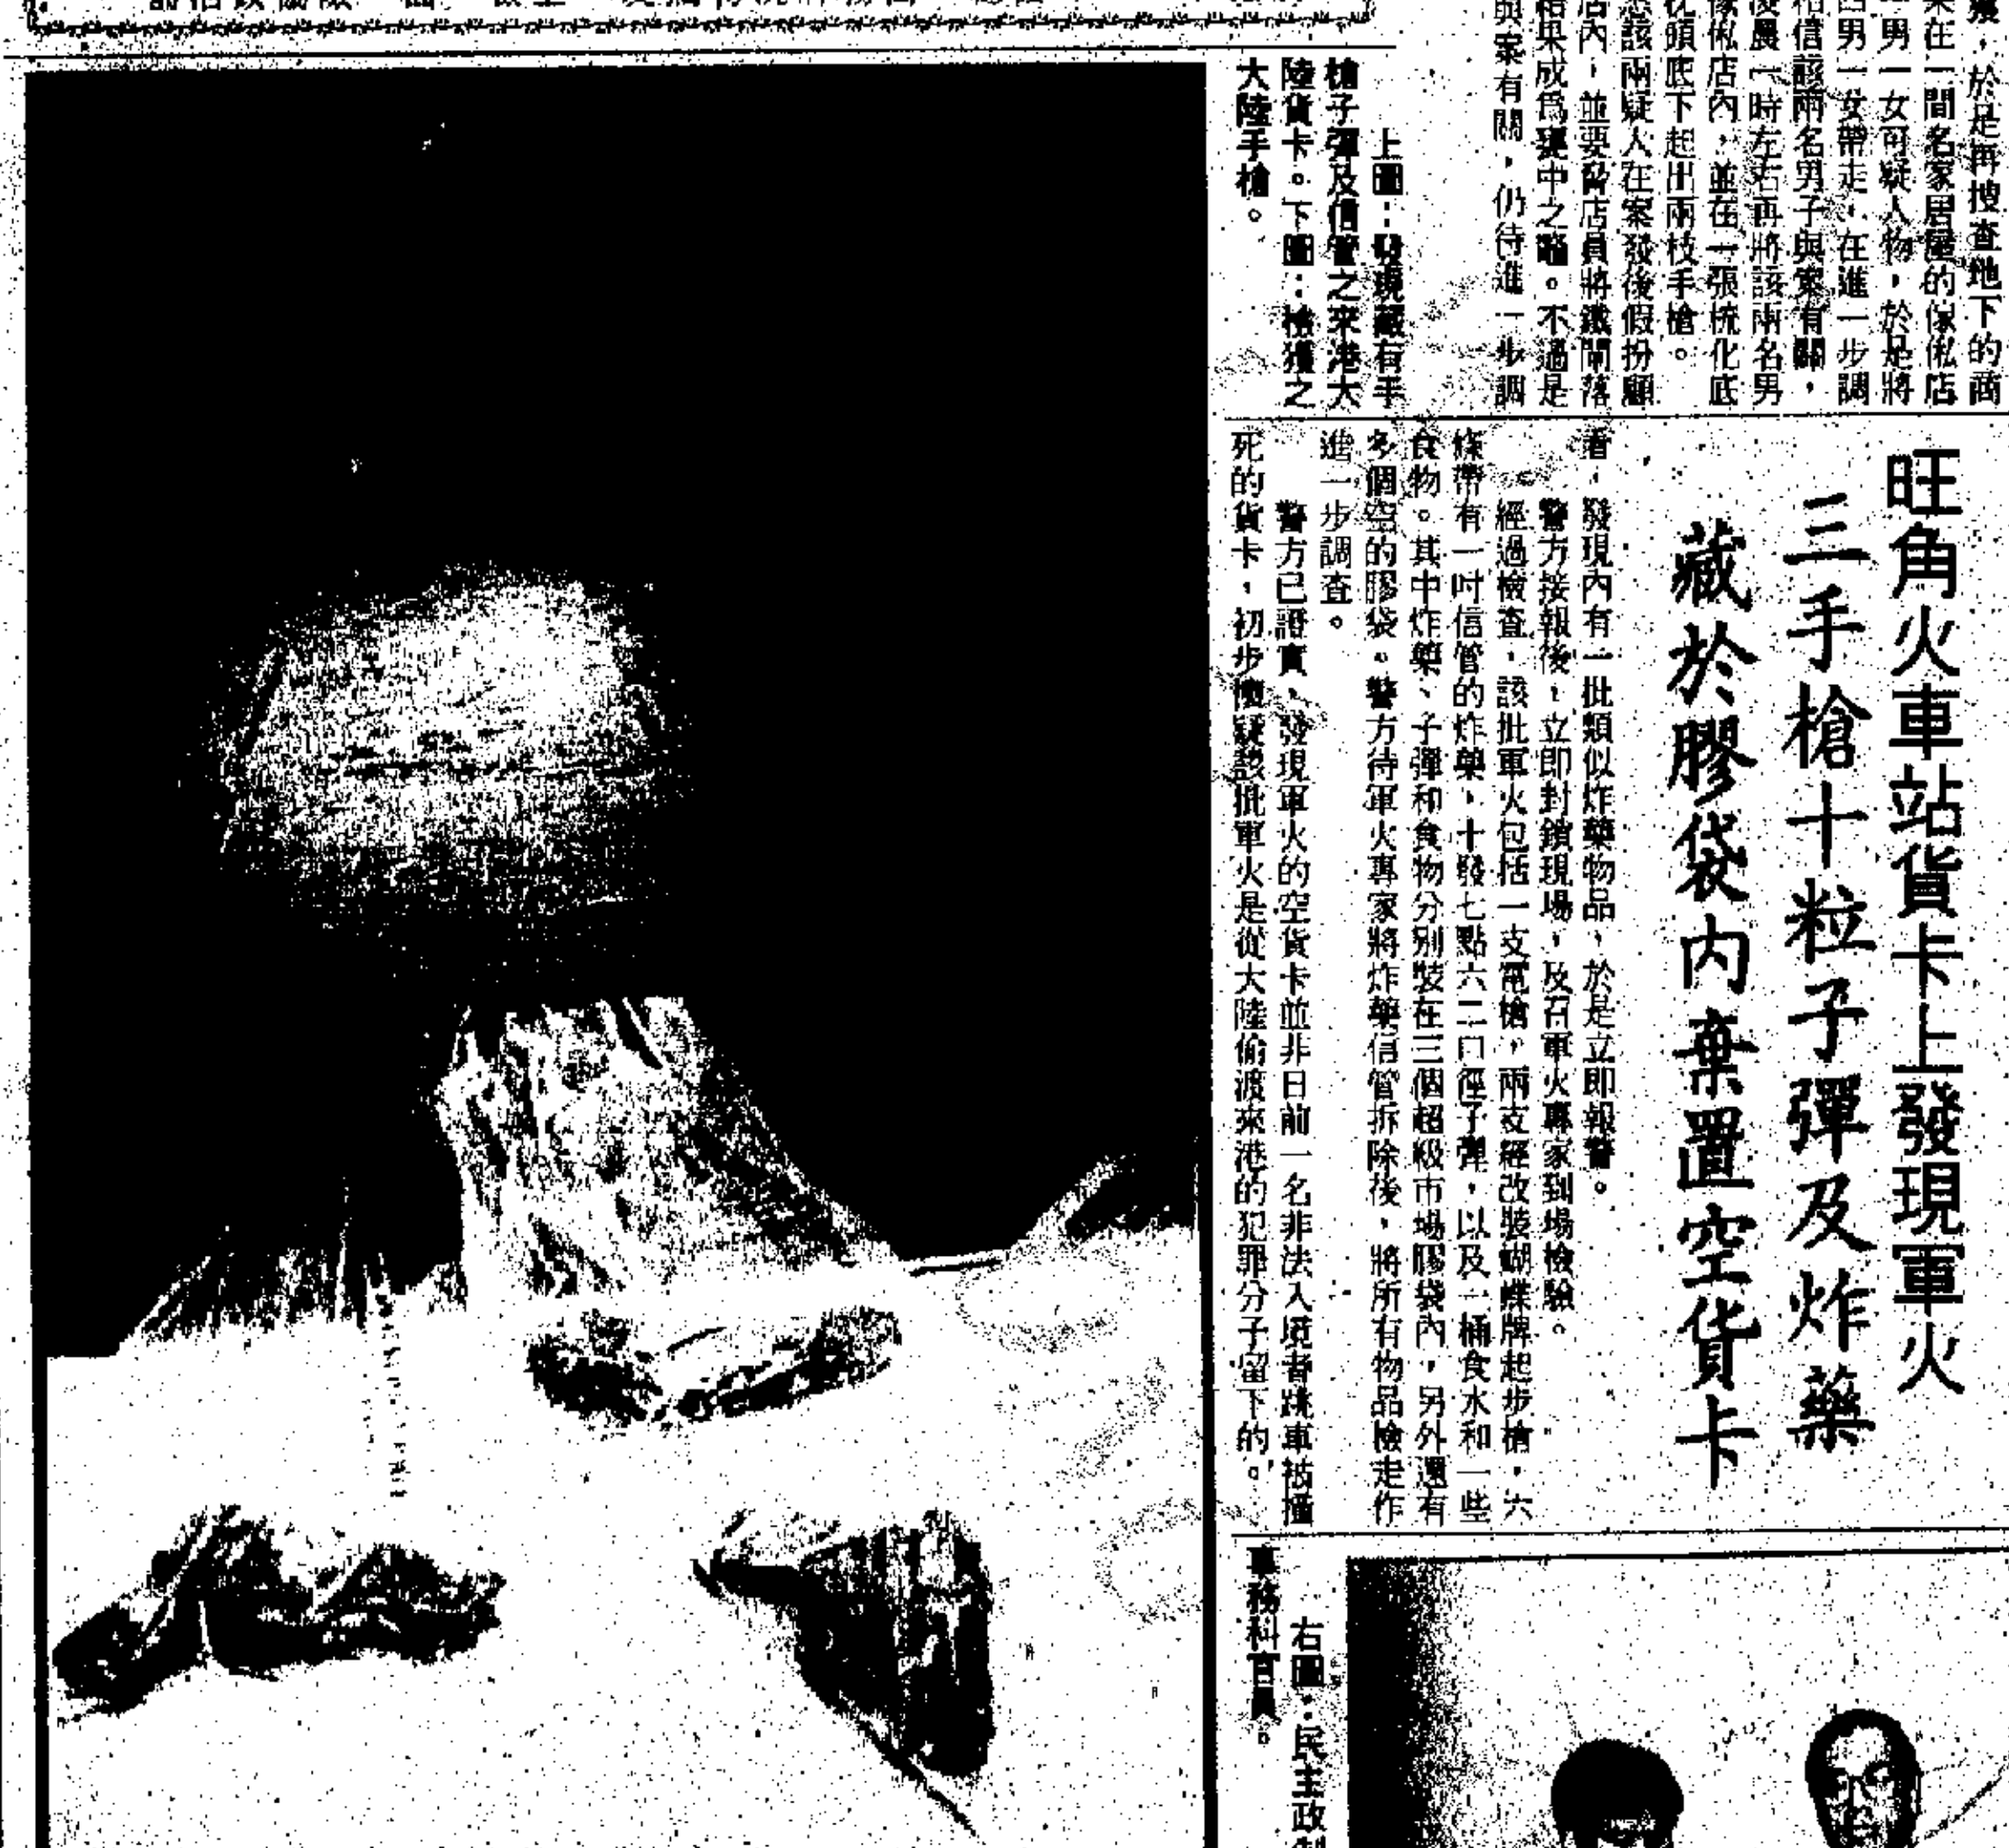 獲，於是再搜查地下的商
在一間名家居屋的傢俬店
男一女可疑人物，於是將
男一女帶走，在進一步調
相信該兩名男子與案有關，
凌晨一時左右再將該兩名男
傢俬店內，並在一張梳化底
枕頭底下起出兩枝手槍。
該兩疑人在案發後假扮顧
店內，並要脅店員將鐵閘落
結果成爲甕中之鼈。不過是
與案有關，仍待進一步調
上圖：發現藏有手
槍子彈及信管之來港大
陸貨卡。下圖：檢獲之
大陸手槍。
旺角火車站貨卡上發現軍火
三手槍十粒子彈及炸藥
藏於膠袋内棄置空貨卡
看，發現內有一批類似炸藥物品，於是立即報警。
警方接報後，立即封鎖現場，及召軍火專家到場檢驗。
經過檢查，該批軍火包括一支電槍，兩支經改裝蝴蝶牌起步槍，六
條帶有一吋信管的炸藥，十發七點六二口徑子彈，以及一桶食水和一些
食物。其中炸藥、子彈和食物分別裝在三個超級市場膠袋內，另外還有
多個空的膠袋。警方待軍火專家將炸藥信管拆除後，將所有物品撿走作
進一步調查。
警方已證實，發現軍火的空貨卡並非日前一名非法入境者跳車被撞
死的貨卡，初步懷疑該批軍火是從大陸偷渡來港的犯罪分子留下的。
右圖：民主政制
事務科官員。